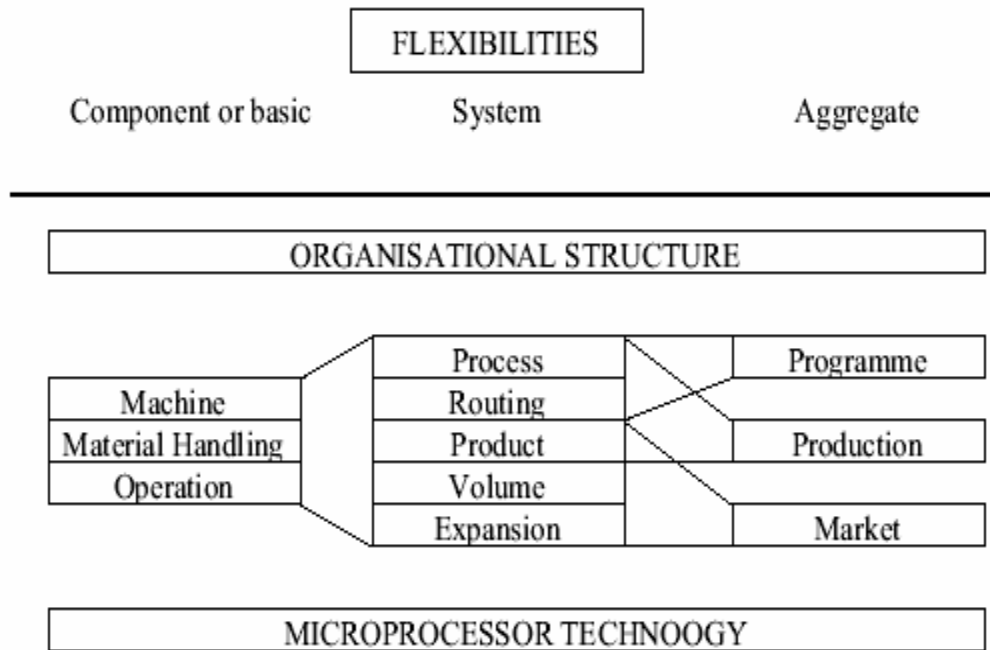 FLEXIBILITIES
Component or basic System Aggregate
ORGANISATIONAL STRUCTURE
Process Programme
Machine Routing
Material Handling Product Production
Operation Volume
Expansion Market
MICROPROCESSOR TECHNOOGY